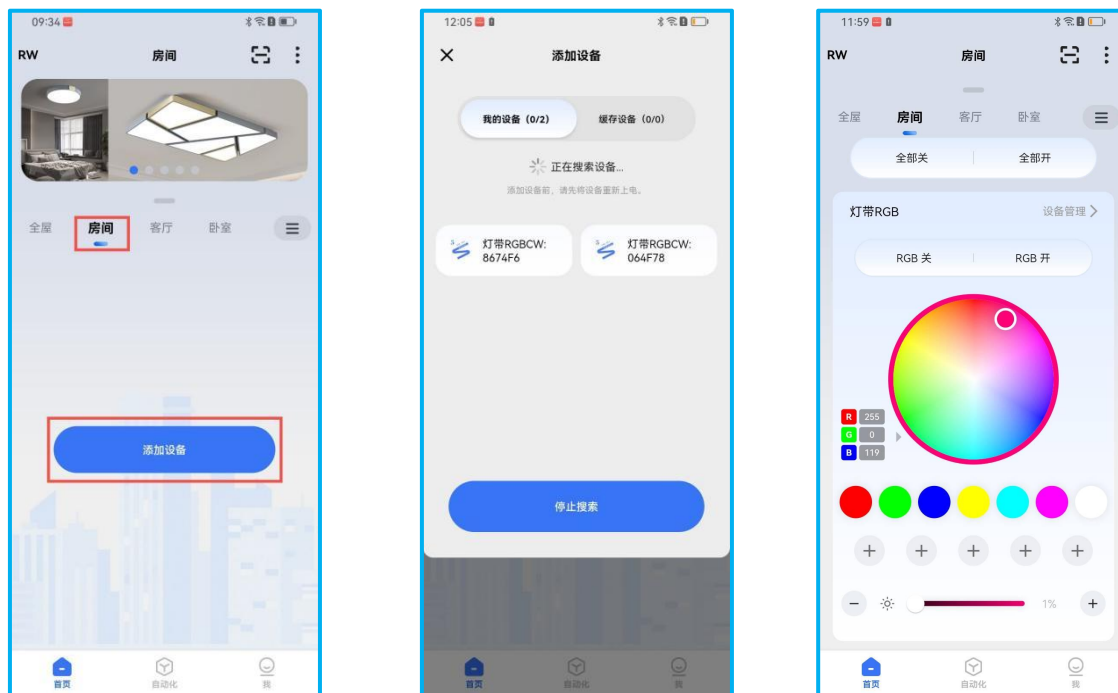 09:34
RW
房间
全屋
房间
客厅
卧室
添加设备
首页
自动化
我
12:05
添加设备
我的设备（0/2）
缓存设备（0/0）
正在搜索设备...
添加设备前，请先将设备重新上电。
灯带RGBCW:
8674F6
灯带RGBCW:
064F78
停止搜索
首页
自动化
我
11:59
RW
房间
全屋
房间
客厅
卧室
全部关
全部开
灯带RGB
设备管理
RGB 关
RGB 开
R 255
G 0
B 119
1%
首页
自动化
我